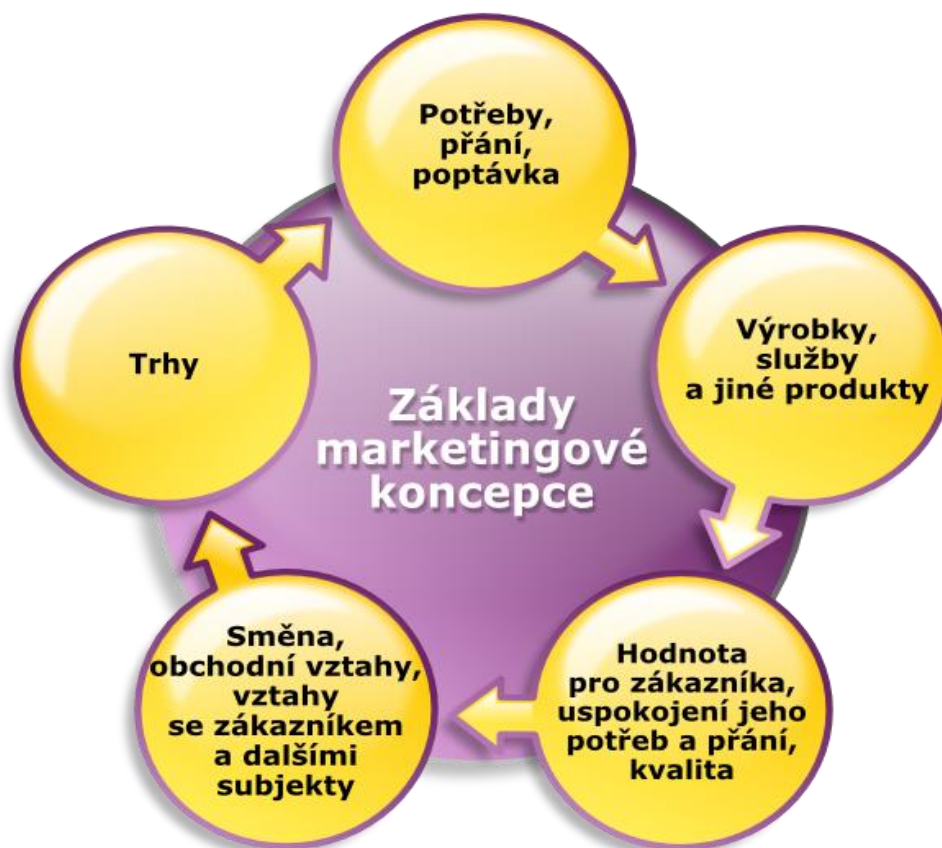 Potřeby,
přání,
poptávka
Výrobky,
služby
a jiné produkty
Trhy
Základy
marketingové
koncepce
Hodnota
pro zákazníka,
uspokojení jeho
potřeb a přání,
kvalita
Směna,
obchodní vztahy,
vztahy
se zákazníkem
a dalšími
subjekty